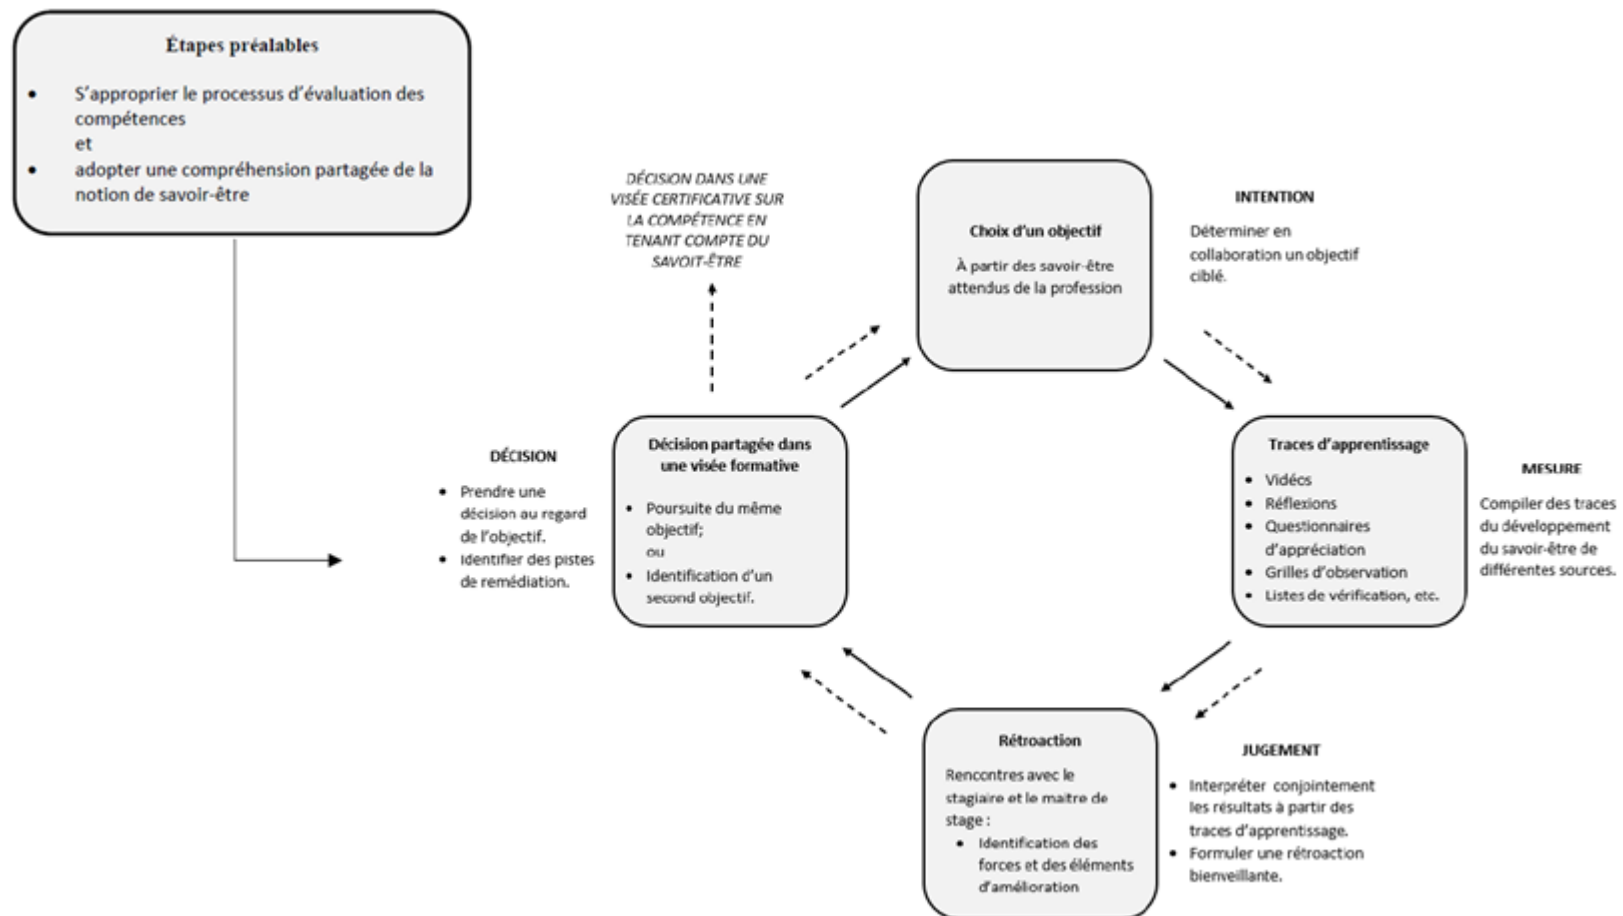 Étapes préalables
• S'approprier le processus d'évaluation des
compétences
et
• adopter une compréhension partagée de la
notion de savoir-être
DÉCISION DANS UNE
VISÉE CERTIFICATIVE SUR
LA COMPÉTENCE EN
TENANT COMPTE DU
SAVOIT-ÊTRE
Choix d'un objectif
À partir des savoir-être
attendus de la profession
INTENTION
Déterminer en
collaboration un objectif
ciblé.
Traces d'apprentissage
• Vidéos
• Réflexions
• Questionnaires
d'appréciation
• Grilles d'observation
• Listes de vérification, etc.
MESURE
Compiler des traces
du développement
du savoir-être de
différentes sources.
Rétroaction
Rencontres avec le
stagiaire et le maitre de
stage :
• Identification des
forces et des éléments
d'amélioration
JUGEMENT
• Interpréter conjointement
les résultats à partir des
traces d'apprentissage.
• Formuler une rétroaction
bienveillante.
Décision partagée dans
une visée formative
• Poursuite du même
objectif;
ou
• Identification d'un
second objectif.
DÉCISION
• Prendre une
décision au regard
de l'objectif.
• Identifier des pistes
de remédiation.